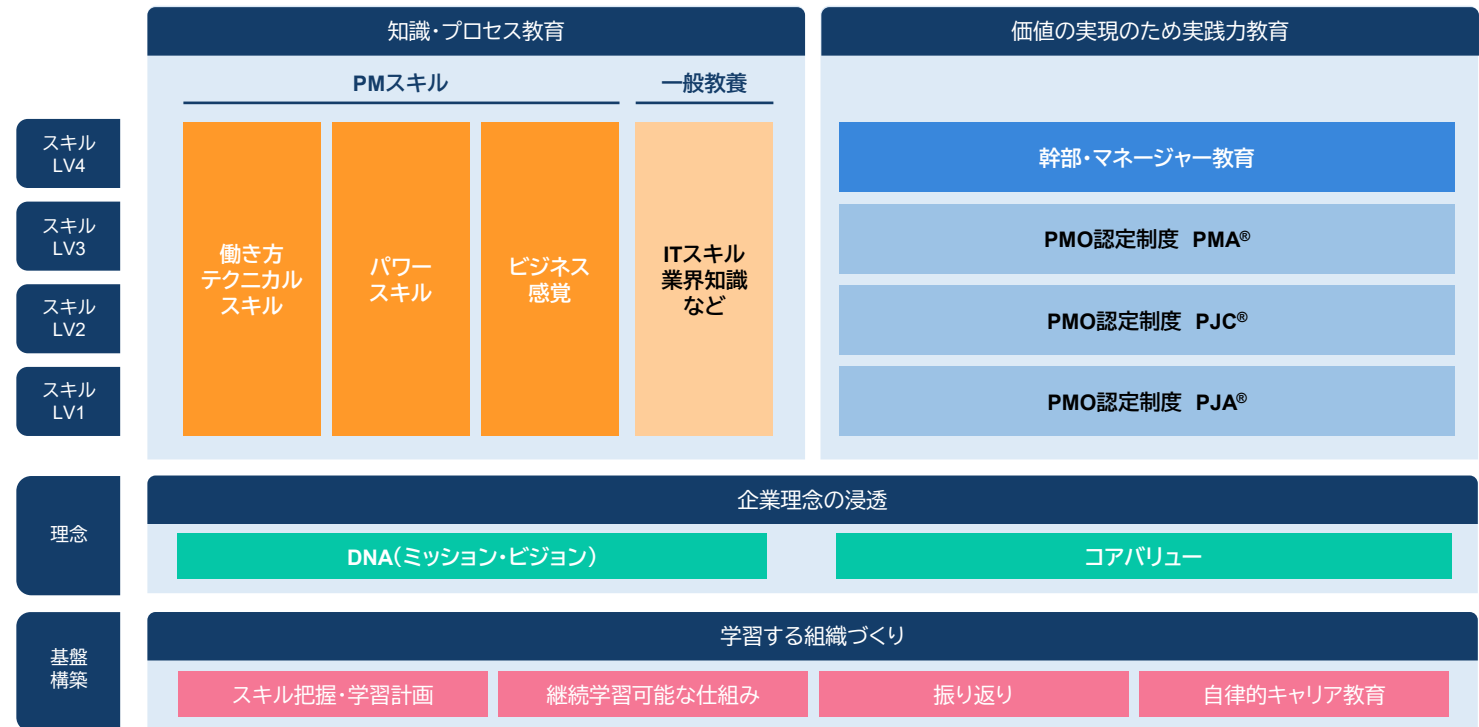 知識・プロセス教育
価値の実現のため実践力教育
PMスキル
一般教養
スキル
LV4
スキル
LV3
スキル
LV2
スキル
LV1
働き方
テクニカル
スキル
パワー
スキル
ビジネス
感覚
ITスキル
業界知識
など
幹部・マネージャー教育
PMO認定制度 PMA®
PMO認定制度 PJC®
PMO認定制度 PJA®
理念
企業理念の浸透
DNA(ミッション・ビジョン)
コアバリュー
基盤
構築
学習する組織づくり
スキル把握・学習計画
継続学習可能な仕組み
振り返り
自律的キャリア教育